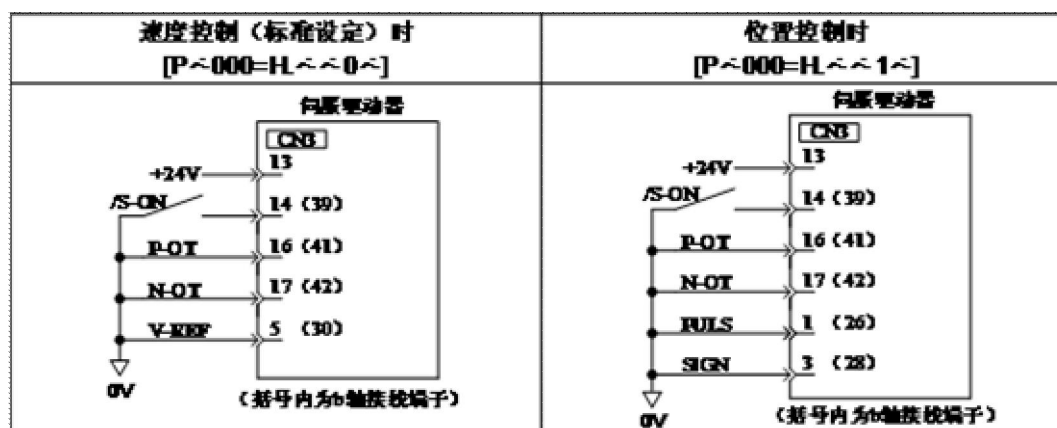 速度控制（标准设定）时
[P～000=H.～～0～]
伺服驱动器
CN3
13
+24V
/S-ON
14（39）
P-OT
16（41）
N-OT
17（42）
V-REF
5（30）
0V
（括号内为b轴接线端子）
位置控制时
[P～000=H.～～1～]
伺服驱动器
CN3
13
+24V
/S-ON
14（39）
P-OT
16（41）
N-OT
17（42）
PULS
1（26）
SIGN
3（28）
0V
（括号内为b轴接线端子）